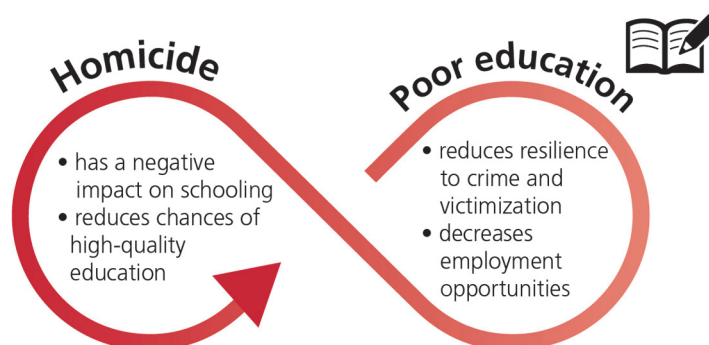 Homicide
• has a negative
impact on schooling
• reduces chances of
high-quality
education
Poor education
• reduces resilience
to crime and
victimization
• decreases
employment
opportunities